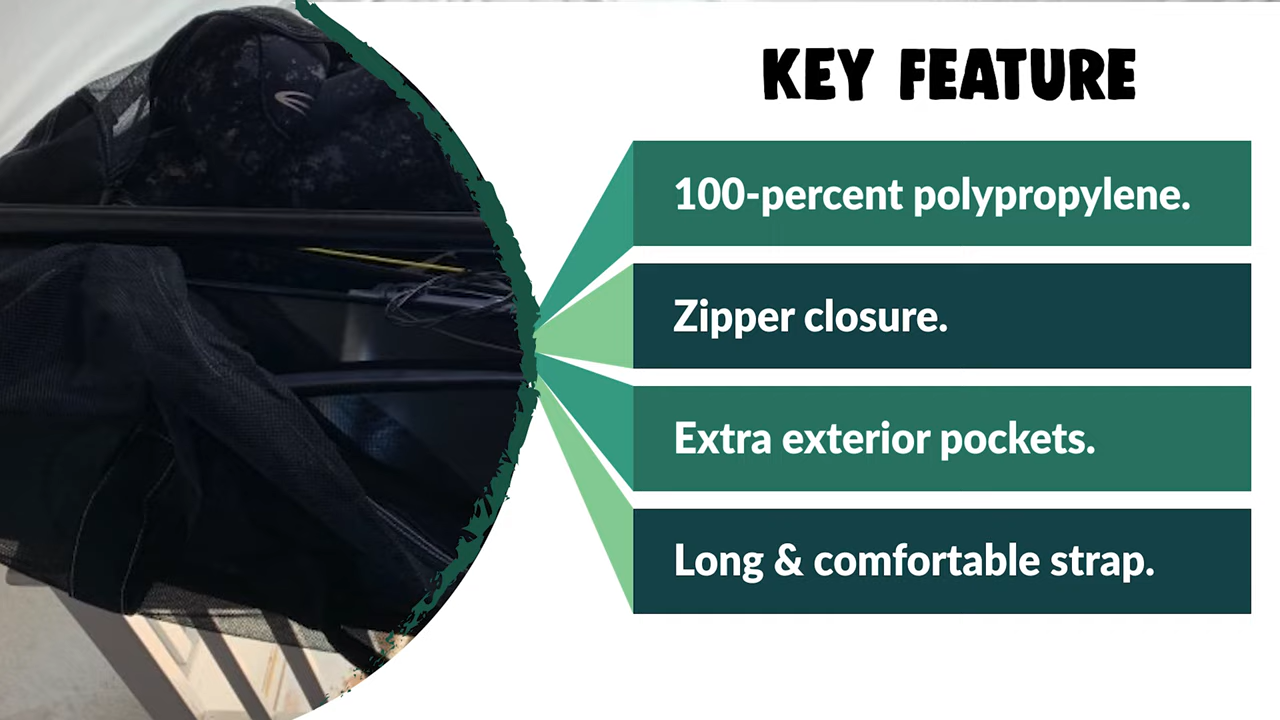 KEY FEATURE
100-percent polypropylene.
Zipper closure.
Extra exterior pockets.
Long & comfortable strap.